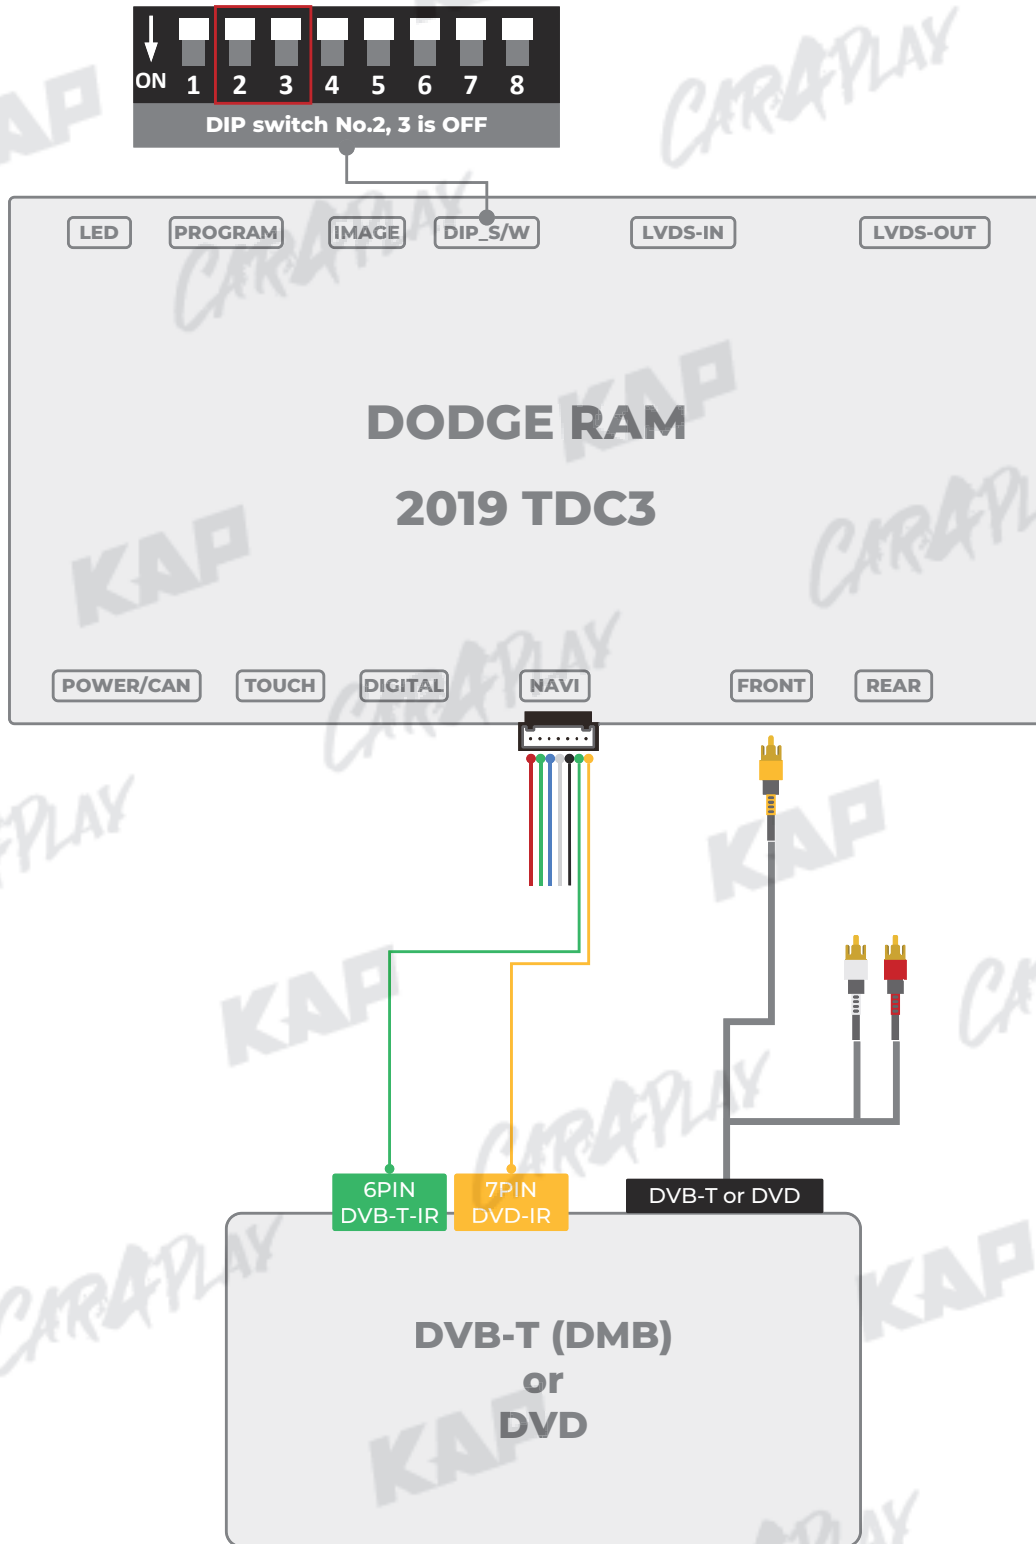 ON 1 2 3 4 5 6 7 8
DIP switch No.2, 3 is OFF
LED PROGRAM IMAGE DIP_S/W LVDS-IN LVDS-OUT
DODGE RAM
2019 TDC3
POWER/CAN TOUCH DIGITAL NAVI FRONT REAR
6PIN
DVB-T-IR
7PIN
DVD-IR
DVB-T or DVD
DVB-T (DMB)
or
DVD
KAP
CAR4PLAY